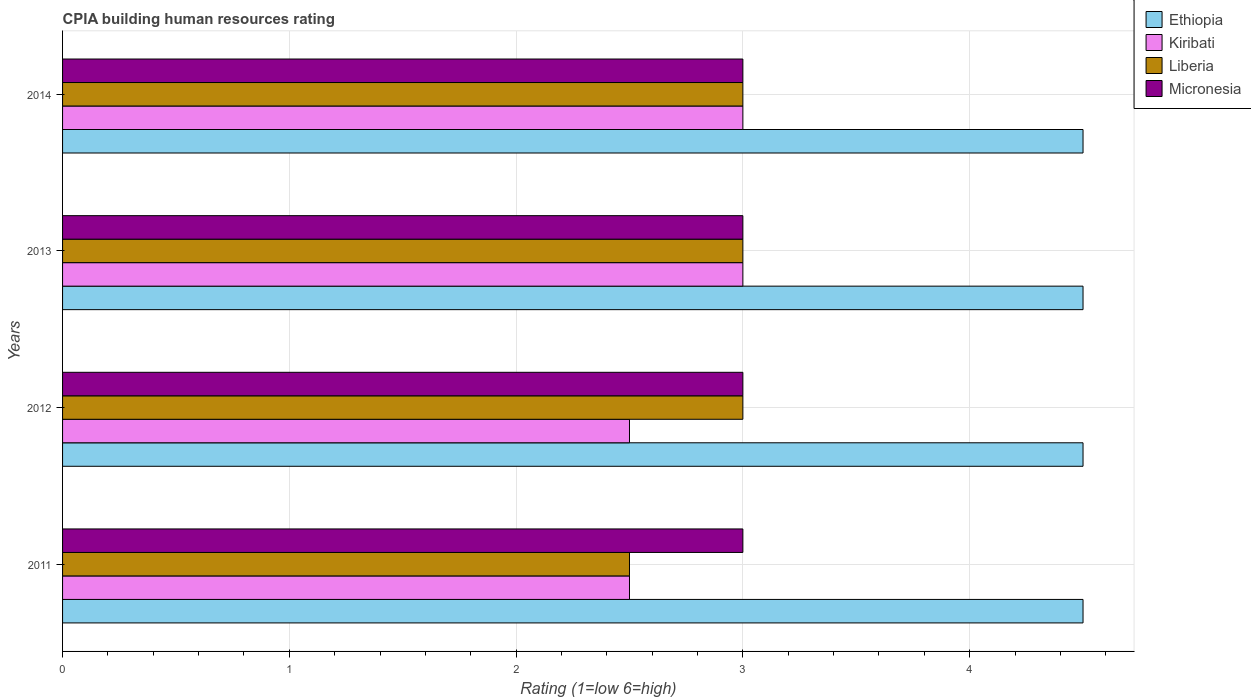 CPIA building human resources rating
Ethiopia
Kiribati
Liberia
Micronesia
2014
2013
2012
2011
Years
0 1 2 3 4
Rating (1=low 6=high)